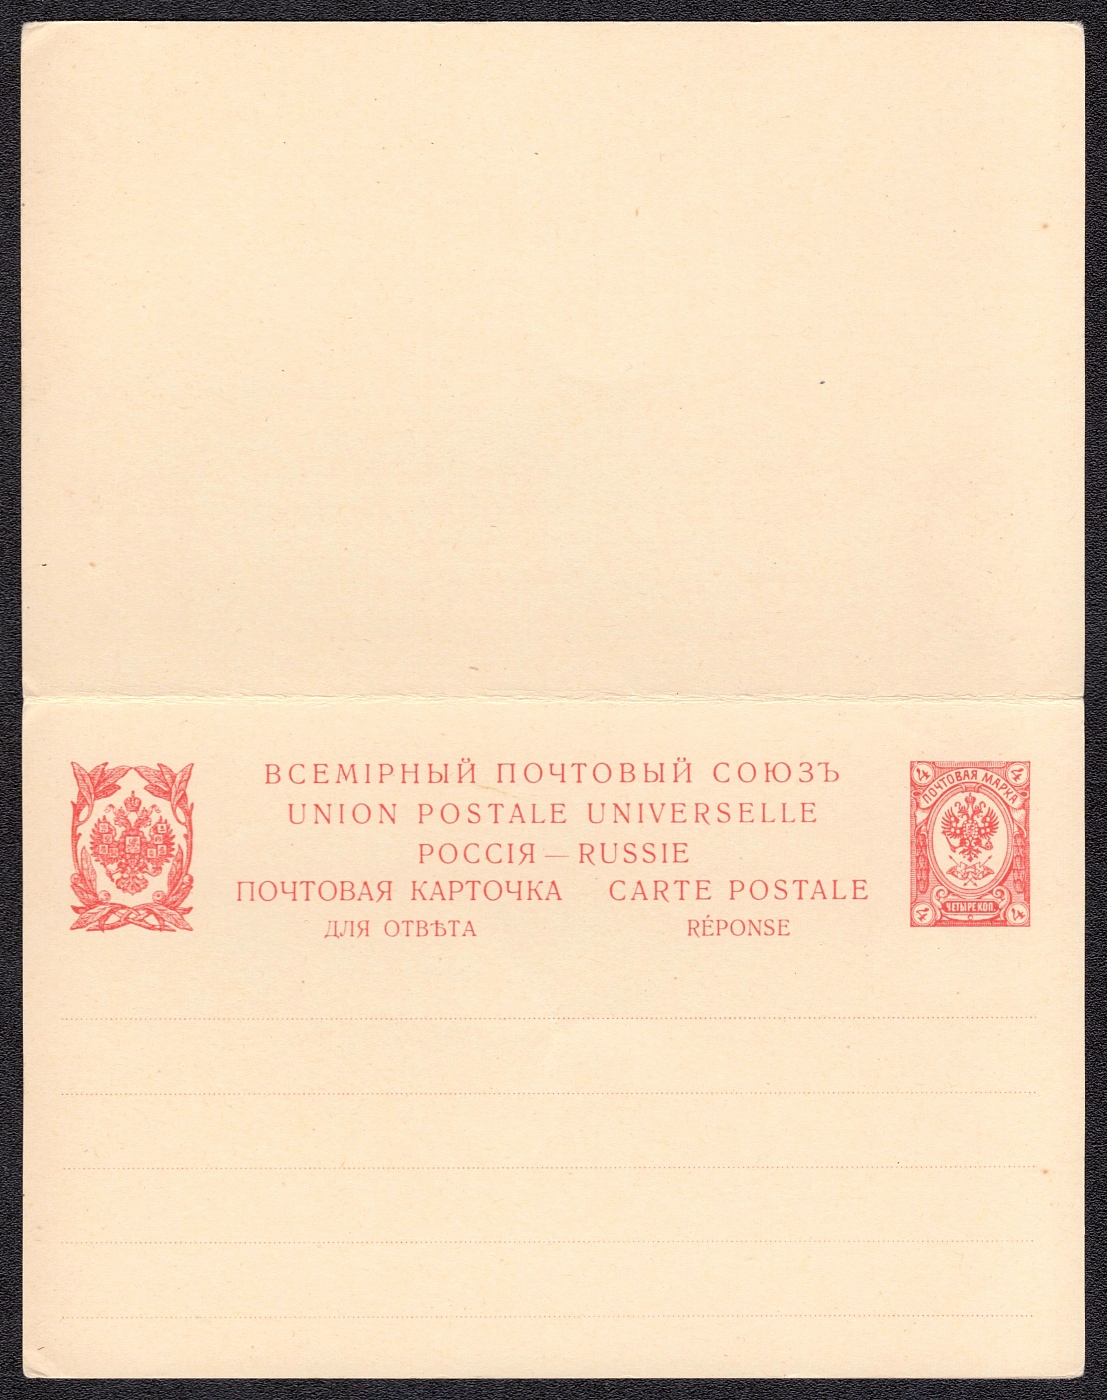 ВСЕМІРНЫЙ ПОЧТОВЫЙ СОЮЗЪ
UNION POSTALE UNIVERSELLE
РОССІЯ — RUSSIE
ПОЧТОВАЯ КАРТОЧКА CARTE POSTALE
ДЛЯ ОТВѢТА RÉPONSE
4 4
ПОЧТОВАЯ МАРКА
ЧЕТЫРЕ КОП.
4 4